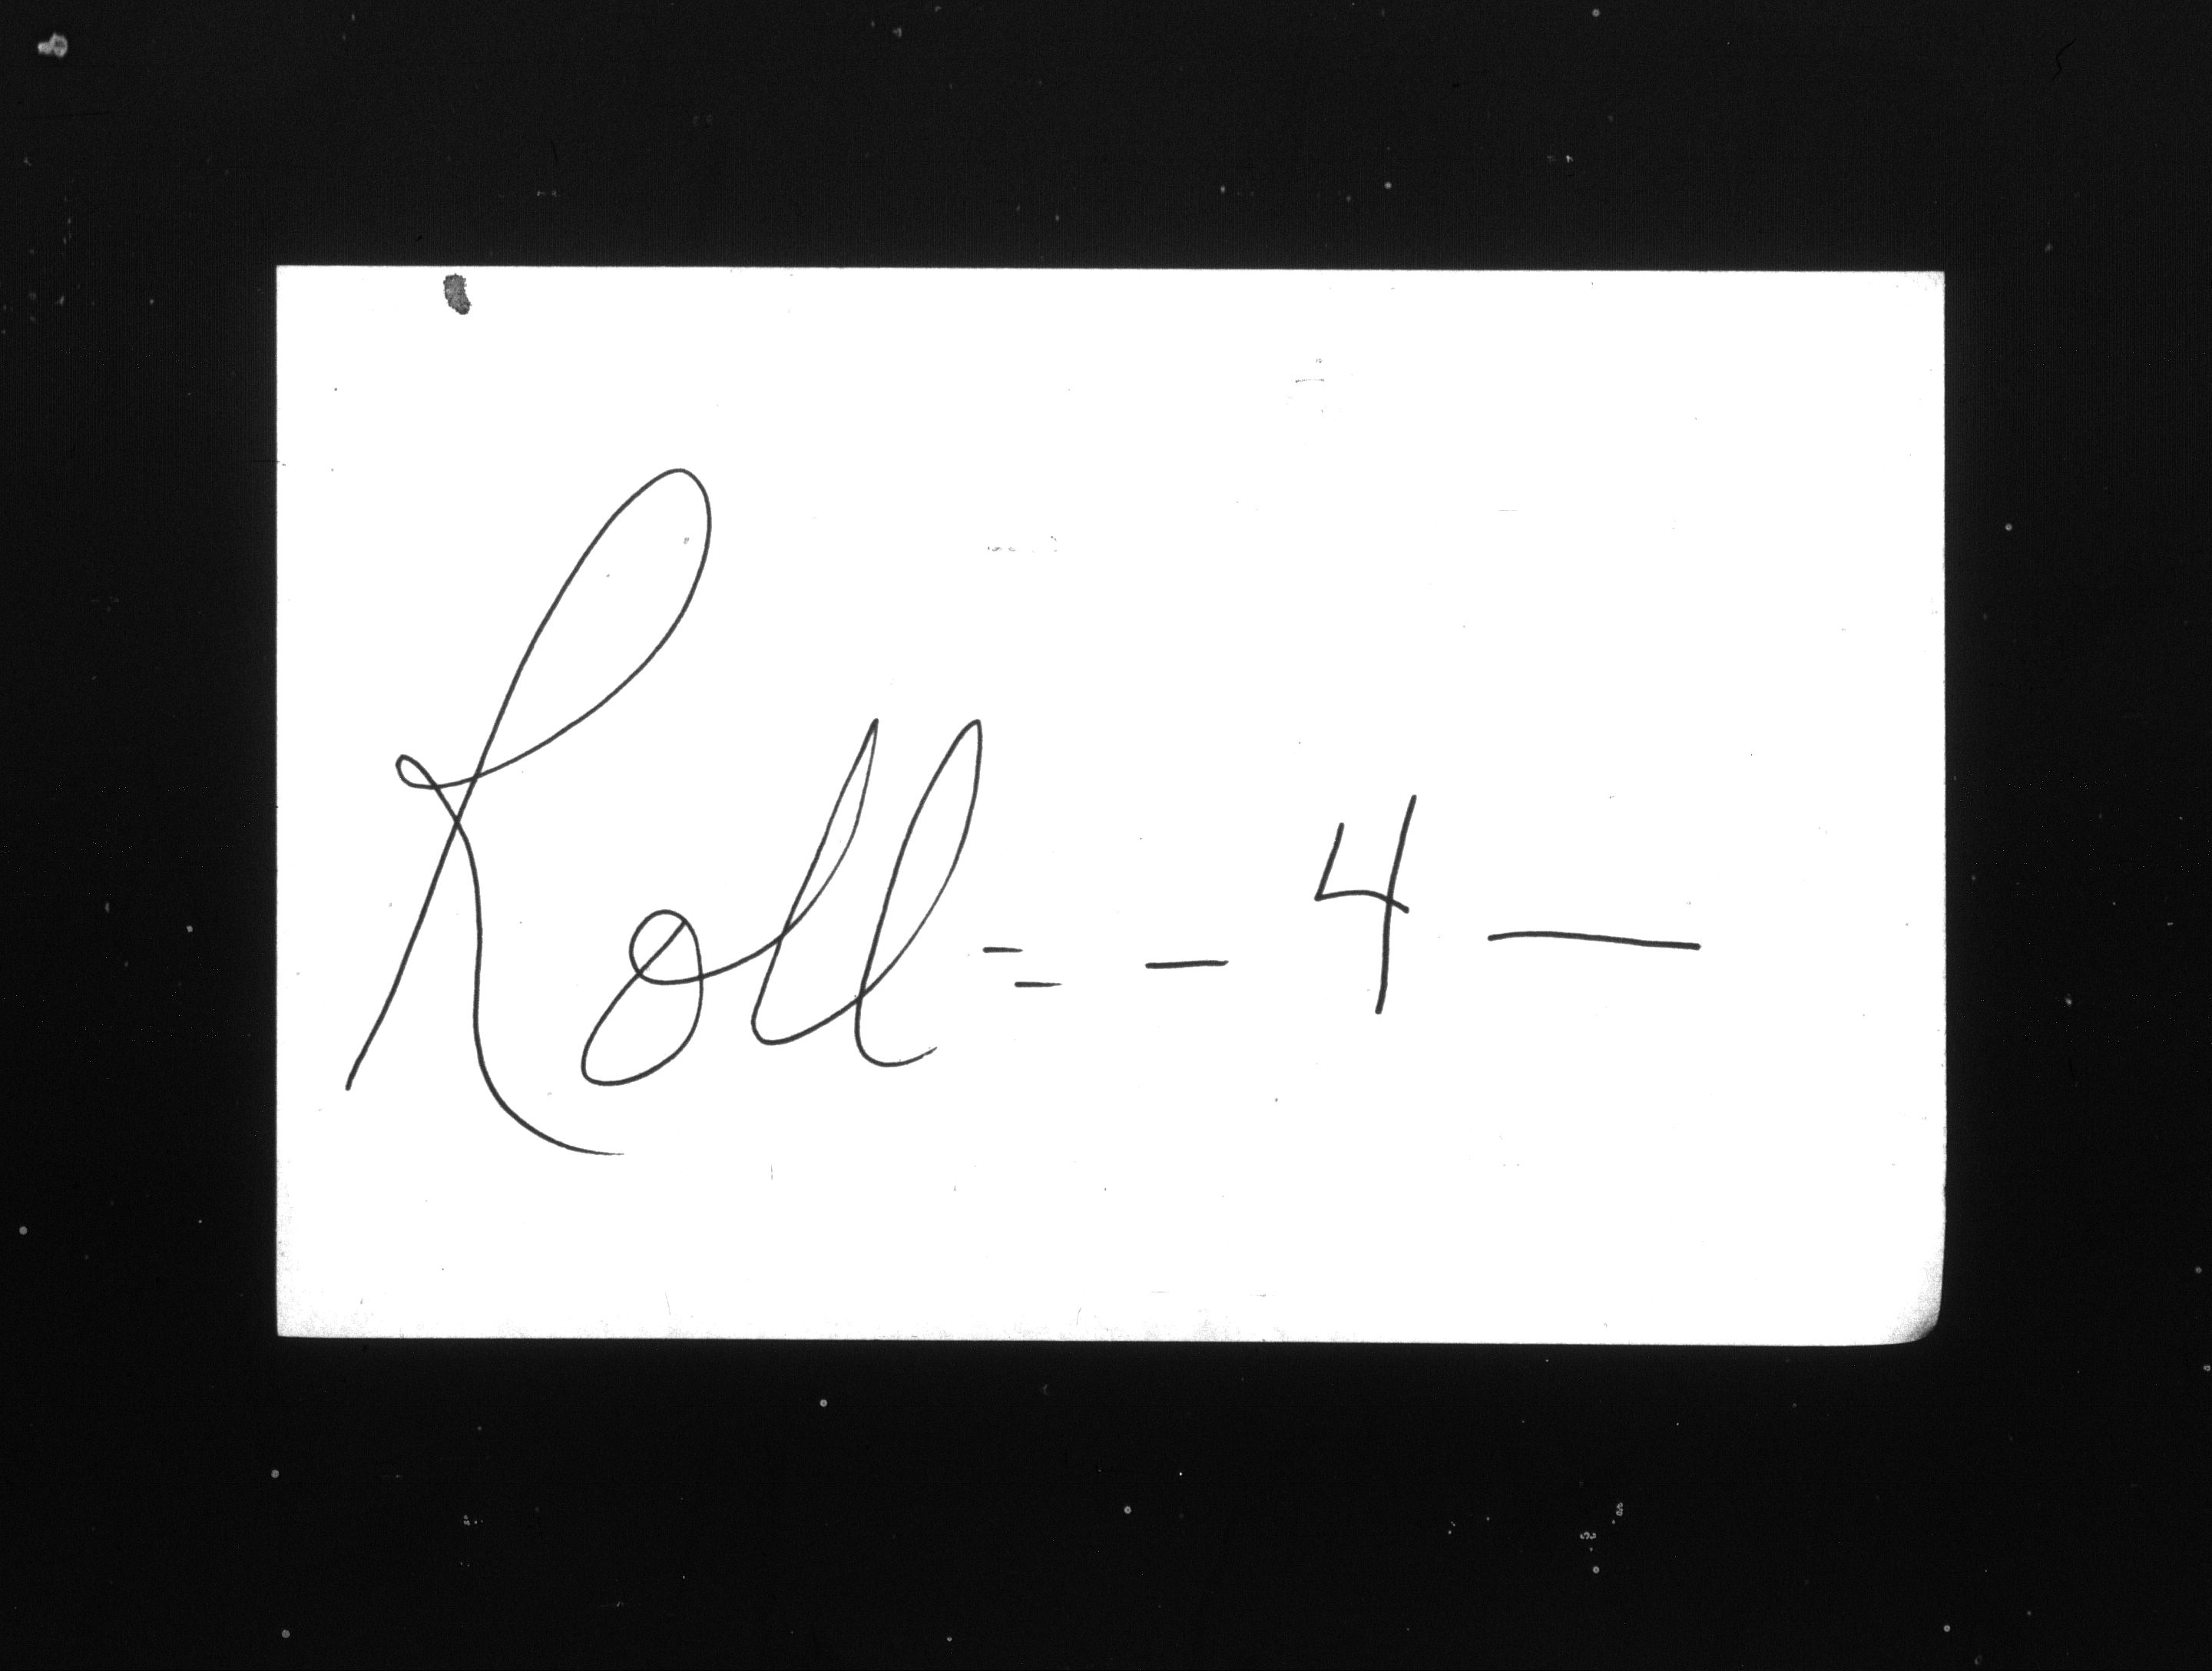 Roll = - 4 —